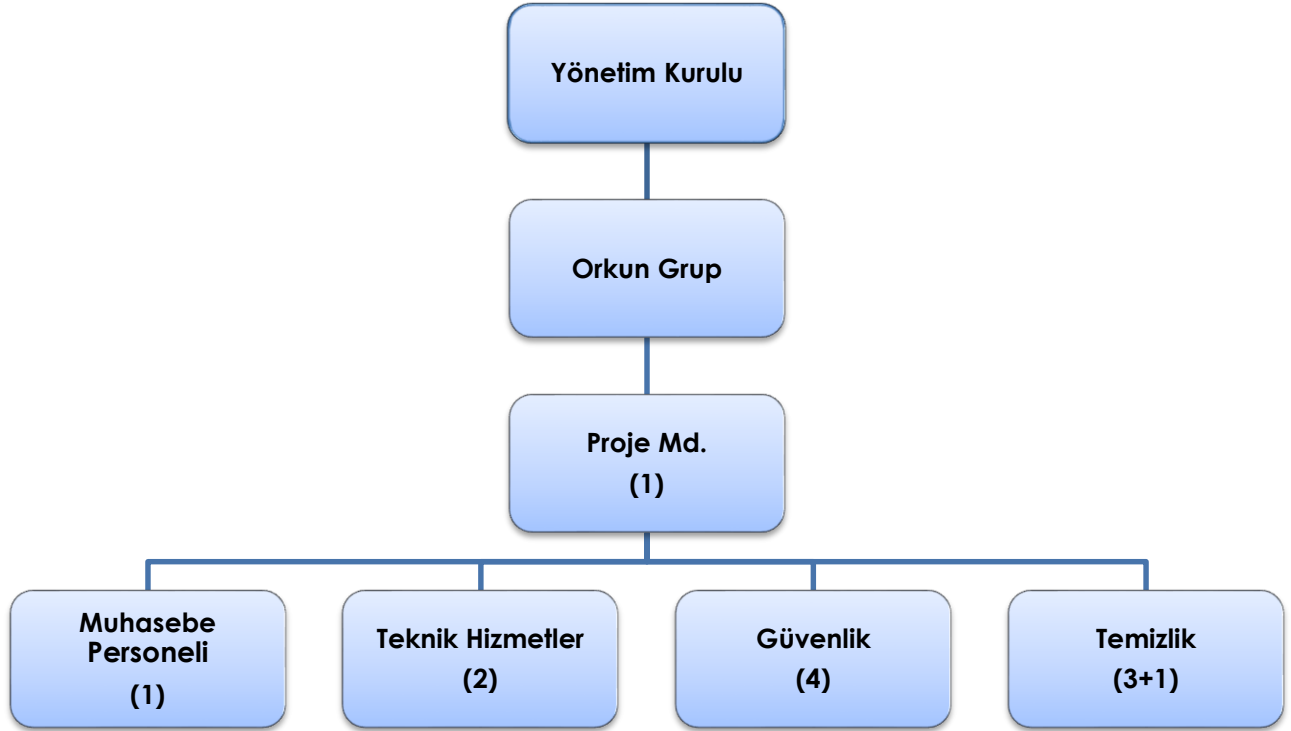 Yönetim Kurulu
Orkun Grup
Proje Md.
(1)
Muhasebe
Personeli
(1)
Teknik Hizmetler
(2)
Güvenlik
(4)
Temizlik
(3+1)